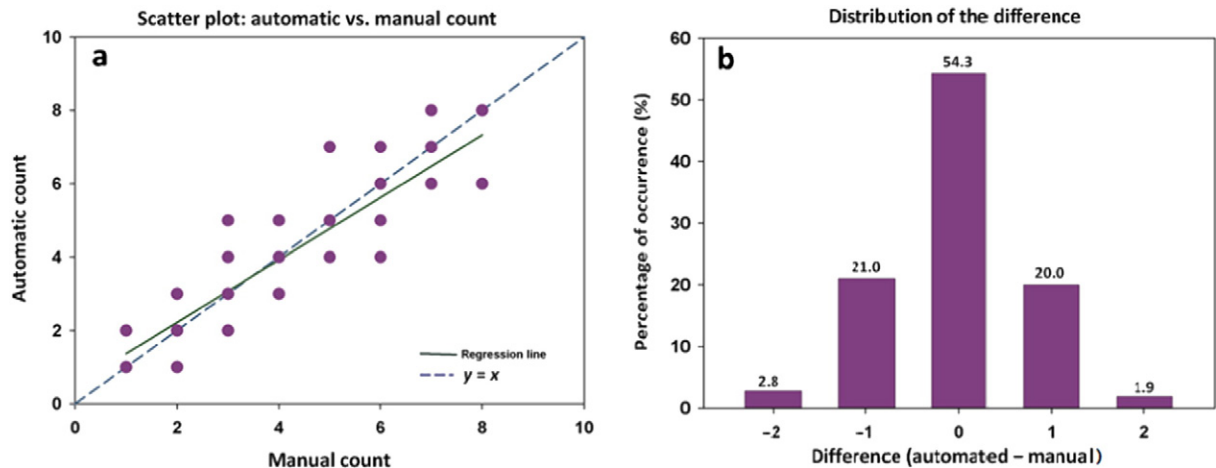 Scatter plot: automatic vs. manual count
a
10
8
6
4
2
0
0 2 4 6 8 10
Automatic count
Manual count
Regression line
y = x
Distribution of the difference
b
60
50
40
30
20
10
0
2.8
21.0
54.3
20.0
1.9
−2 −1 0 1 2
Percentage of occurrence (%)
Difference (automated – manual)